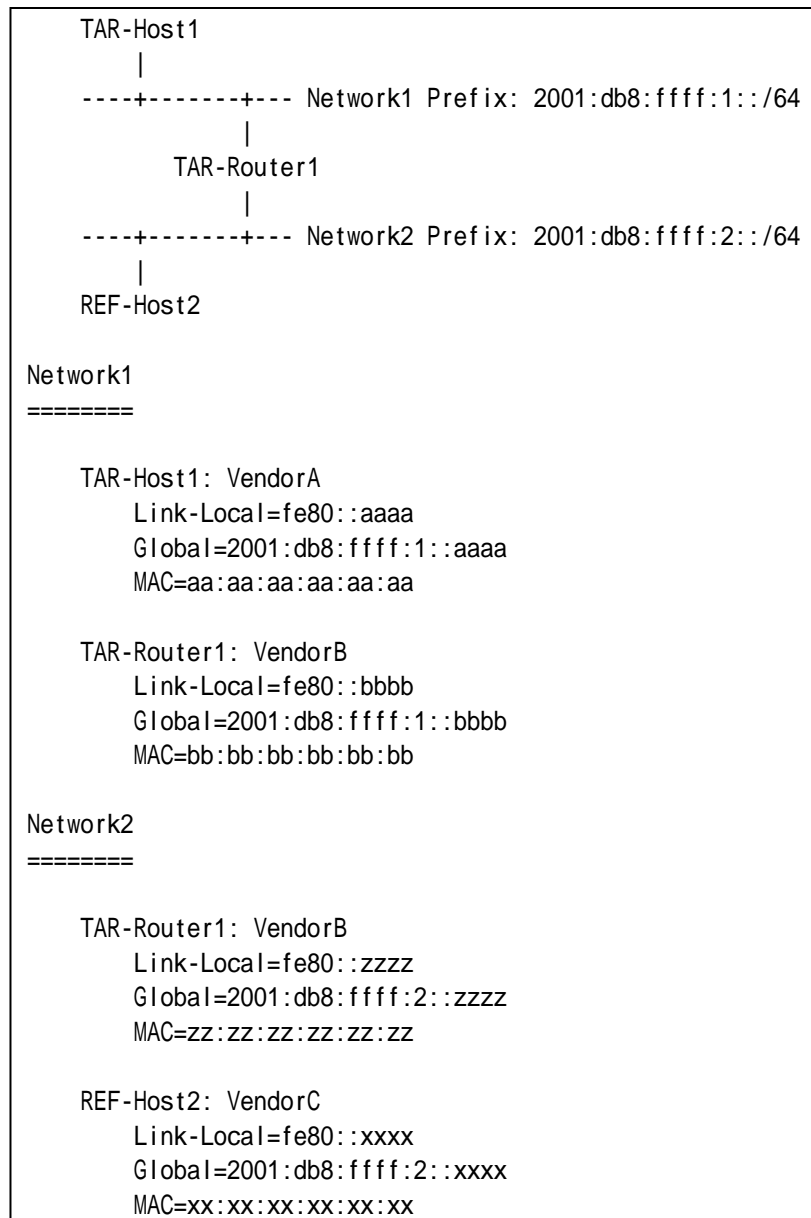 TAR-Host1
        |
    ----+-------+--- Network1 Prefix: 2001:db8:ffff:1::/64
                |
           TAR-Router1
                |
    ----+-------+--- Network2 Prefix: 2001:db8:ffff:2::/64
        |
    REF-Host2

Network1
========

    TAR-Host1: VendorA
        Link-Local=fe80::aaaa
        Global=2001:db8:ffff:1::aaaa
        MAC=aa:aa:aa:aa:aa:aa

    TAR-Router1: VendorB
        Link-Local=fe80::bbbb
        Global=2001:db8:ffff:1::bbbb
        MAC=bb:bb:bb:bb:bb:bb

Network2
========

    TAR-Router1: VendorB
        Link-Local=fe80::zzzz
        Global=2001:db8:ffff:2::zzzz
        MAC=zz:zz:zz:zz:zz:zz

    REF-Host2: VendorC
        Link-Local=fe80::xxxx
        Global=2001:db8:ffff:2::xxxx
        MAC=xx:xx:xx:xx:xx:xx